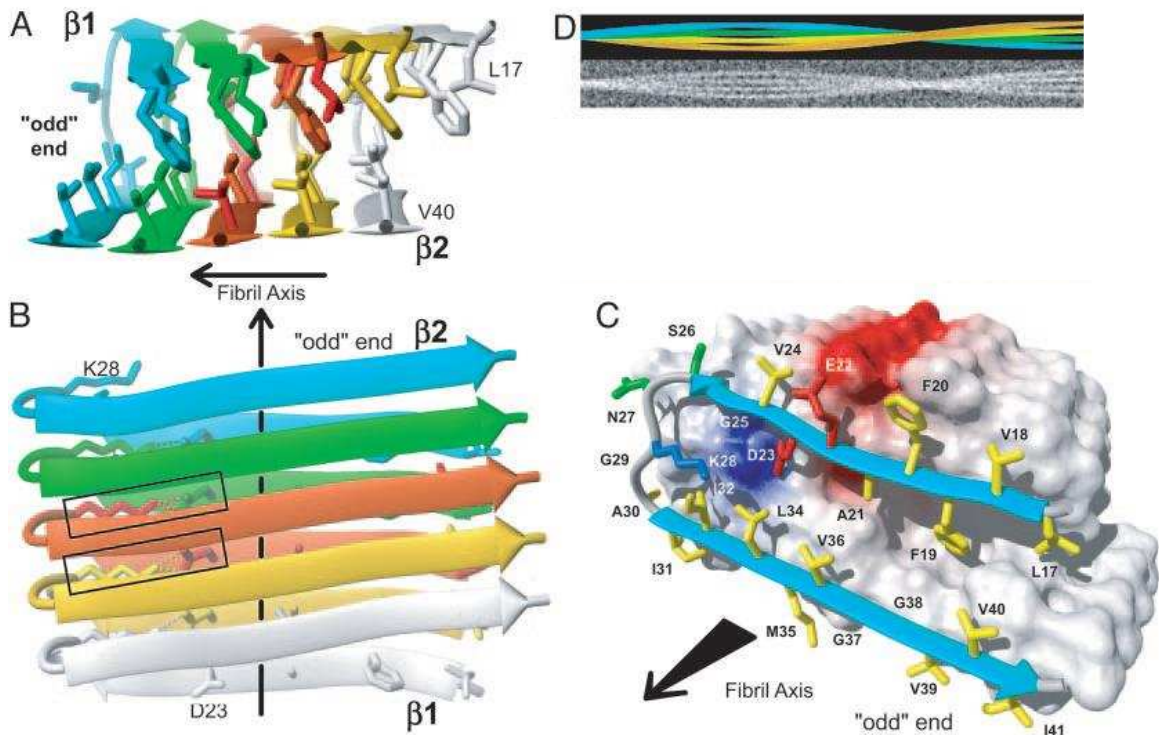 A
β1
"odd"
end
L17
V40
β2
Fibril Axis
B
β2
"odd" end
K28
D23
β1
C
S26
V24
E22
F20
N27
G25
V18
G29
K28
D23
I32
A30
L34
A21
V36
F19
L17
I31
G38
V40
M35
G37
Fibril Axis
V39
"odd" end
I41
D